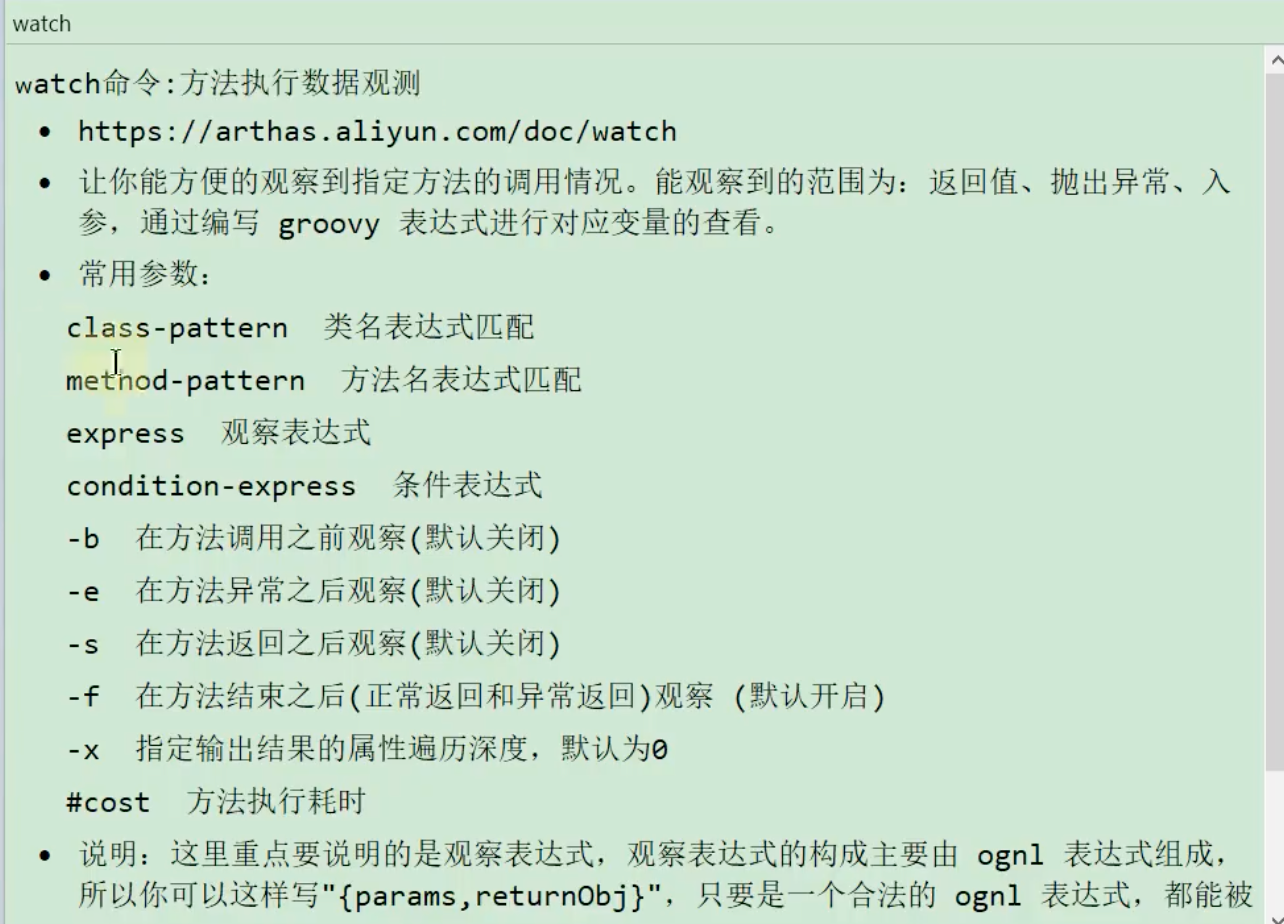 watch
watch命令:方法执行数据观测
• https://arthas.aliyun.com/doc/watch
• 让你能方便的观察到指定方法的调用情况。能观察到的范围为：返回值、抛出异常、入
参，通过编写 groovy 表达式进行对应变量的查看。
• 常用参数：
class-pattern 类名表达式匹配
method-pattern 方法名表达式匹配
express 观察表达式
condition-express 条件表达式
-b 在方法调用之前观察(默认关闭)
-e 在方法异常之后观察(默认关闭)
-s 在方法返回之后观察(默认关闭)
-f 在方法结束之后(正常返回和异常返回)观察 (默认开启)
-x 指定输出结果的属性遍历深度，默认为0
#cost 方法执行耗时
• 说明：这里重点要说明的是观察表达式，观察表达式的构成主要由 ognl 表达式组成，
所以你可以这样写"{params,returnObj}"，只要是一个合法的 ognl 表达式，都能被